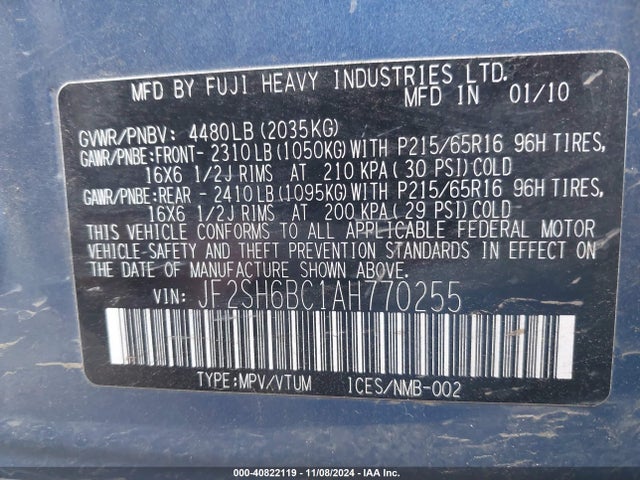 MFD BY FUJI HEAVY INDUSTRIES LTD.
MFD IN 01/10
GVWR/PNBV: 4480LB(2035KG)
GAWR/PNBE:FRONT- 2310LB(1050KG)WITH P215/65R16 96H TIRES,
16X6 1/2J RIMS AT 210 KPA(30 PSI)COLD
GAWR/PNBE:REAR - 2410LB(1095KG)WITH P215/65R16 96H TIRES,
16X6 1/2J RIMS AT 200 KPA(29 PSI)COLD
THIS VEHICLE CONFORMS TO ALL APPLICABLE FEDERAL MOTOR
VEHICLE-SAFETY AND THEFT PREVENTION STANDARDS IN EFFECT ON
THE DATE OF MANUFACTURE SHOWN ABOVE.
VIN: JF2SH6BC1AH770255
TYPE:MPV/VTUM ICES/NMB-002
000-40822119 - 11/08/2024 - IAA Inc.